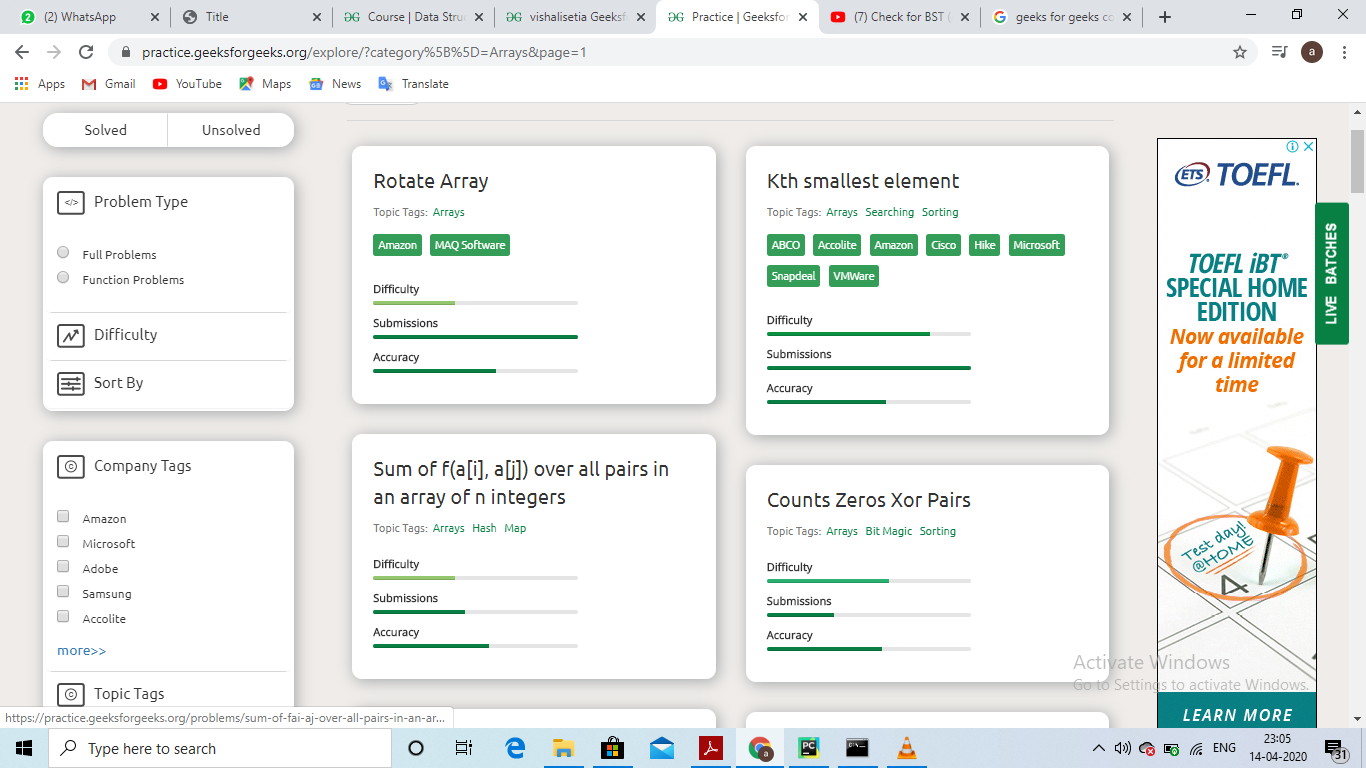 (2) WhatsApp
Title
Course | Data Stru
vishalisetia Geeksf
Practice | Geeksfor
(7) Check for BST (
geeks for geeks co
practice.geeksforgeeks.org/explore/?category%5B%5D=Arrays&page=1
a
Apps
Gmail
YouTube
Maps
News
Translate
Solved
Unsolved
Problem Type
Full Problems
Function Problems
Difficulty
Sort By
Company Tags
Amazon
Microsoft
Adobe
Samsung
Accolite
more>>
Topic Tags
Rotate Array
Topic Tags: Arrays
Amazon MAQ Software
Difficulty
Submissions
Accuracy
Kth smallest element
Topic Tags: Arrays Searching Sorting
ABCO Accolite Amazon Cisco Hike Microsoft
Snapdeal VMWare
Difficulty
Submissions
Accuracy
Sum of f(a[i], a[j]) over all pairs in
an array of n integers
Topic Tags: Arrays Hash Map
Difficulty
Submissions
Accuracy
Counts Zeros Xor Pairs
Topic Tags: Arrays Bit Magic Sorting
Difficulty
Submissions
Accuracy
ETS TOEFL.
TOEFL iBT®
SPECIAL HOME
EDITION
Now available
for a limited
time
Test day!
@HOME
4
LEARN MORE
LIVE BATCHES
Activate Windows
Go to Settings to activate Windows.
https://practice.geeksforgeeks.org/problems/sum-of-fai-aj-over-all-pairs-in-an-ar...
Type here to search
ENG
23:05
14-04-2020
31